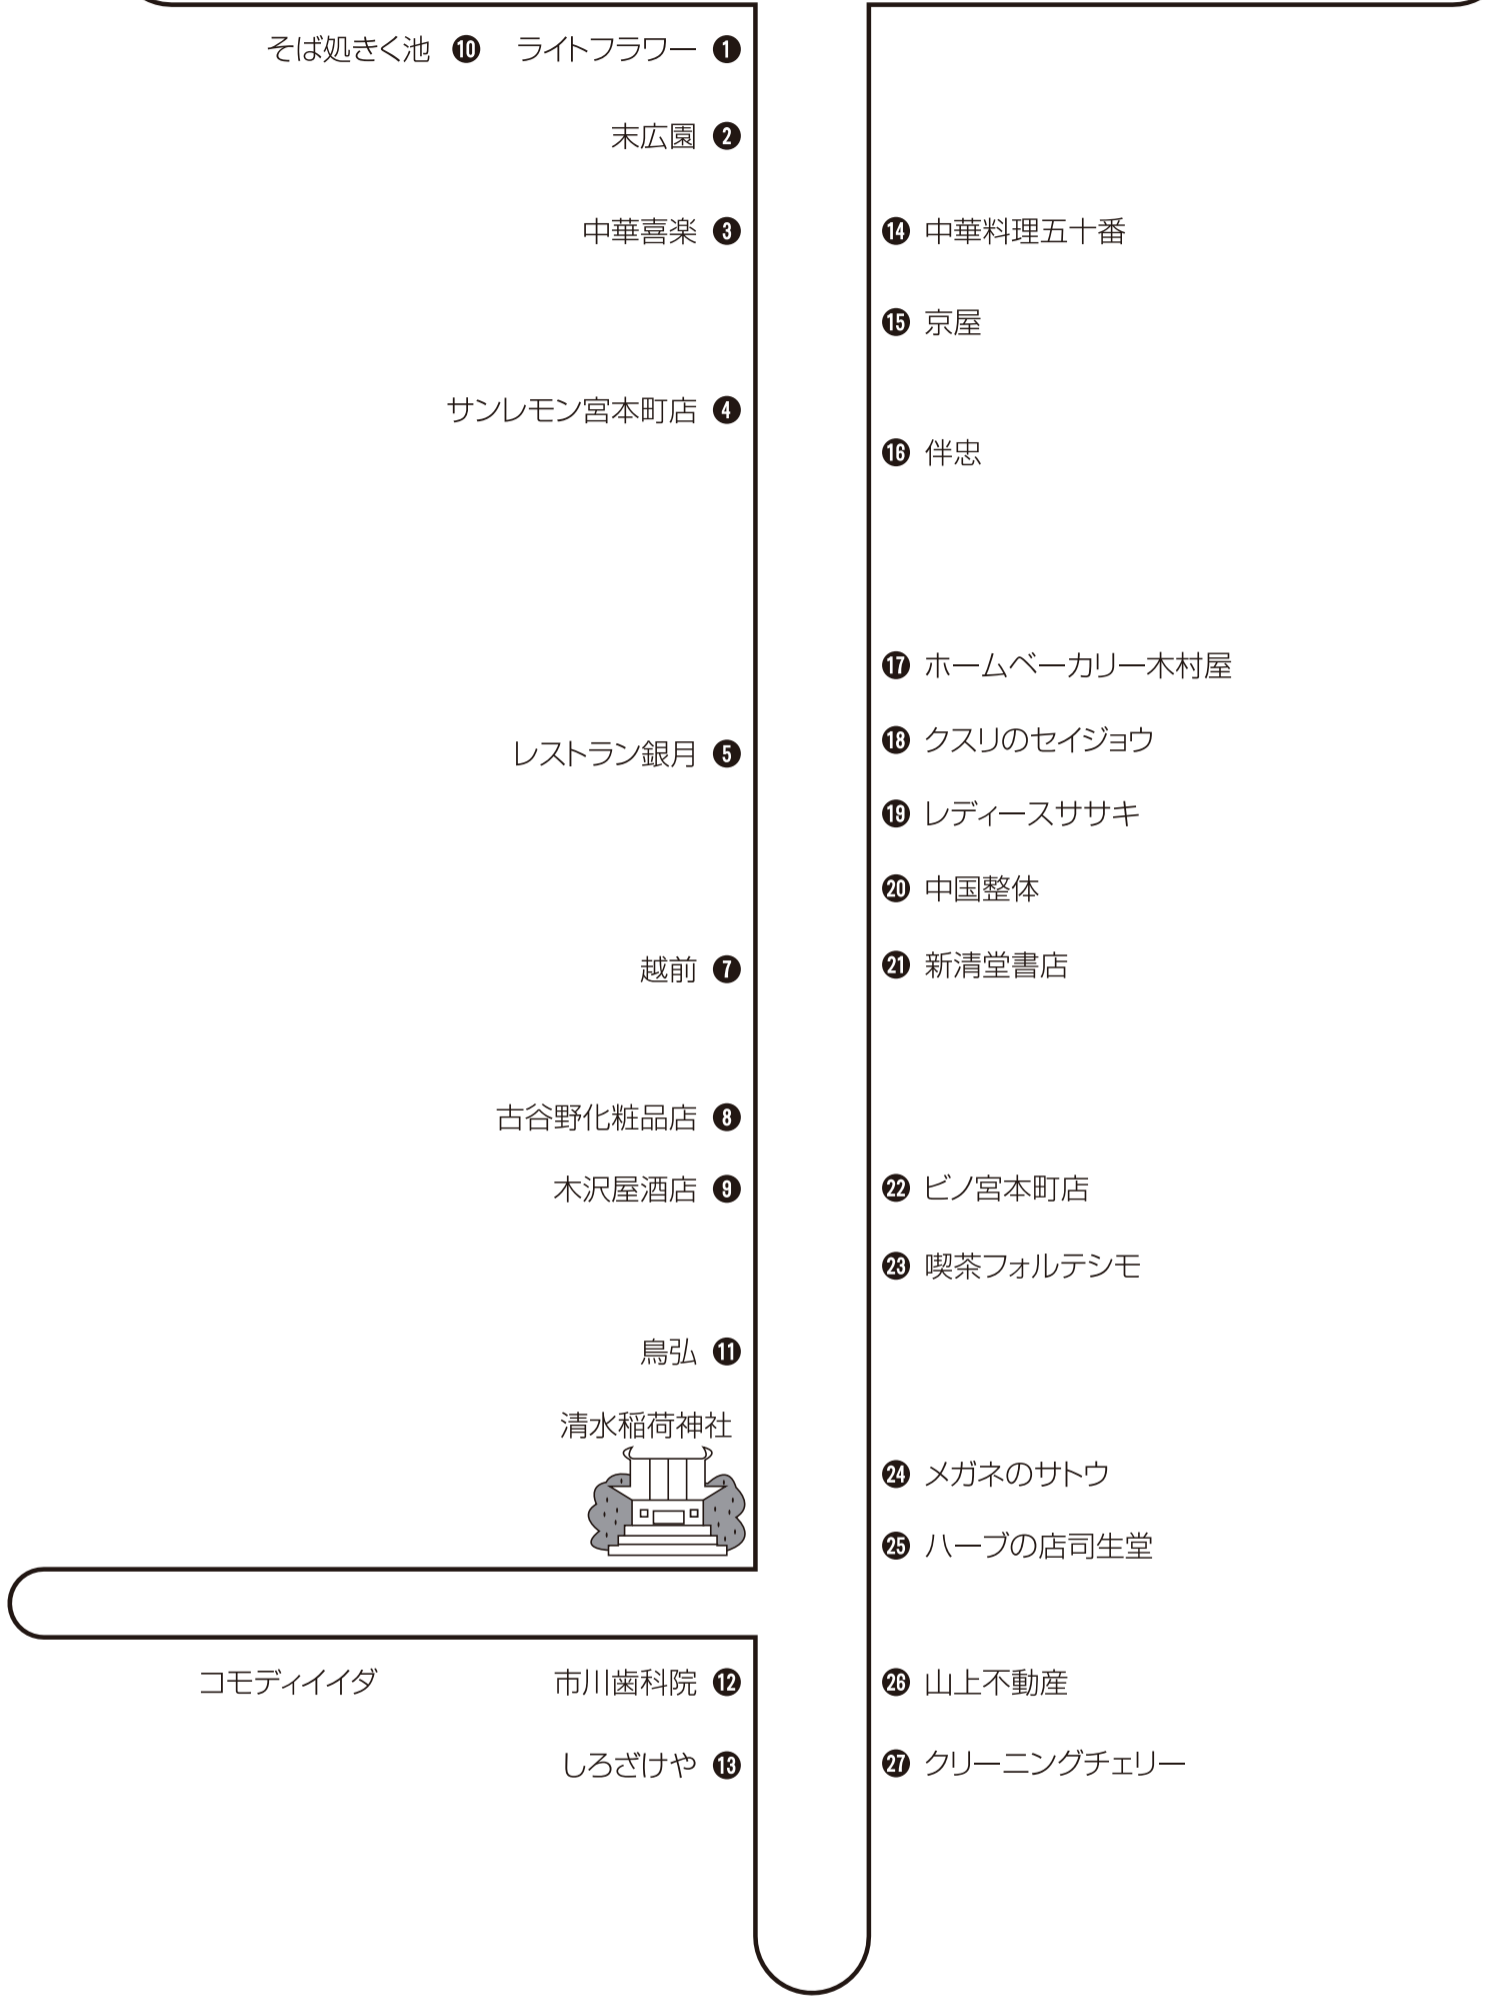 そば処きく池 10 ライトフラワー 1
末広園 2
中華喜楽 3
サンレモン宮本町店 4
レストラン銀月 5
越前 7
古谷野化粧品店 8
木沢屋酒店 9
鳥弘 11
清水稲荷神社
コモディイイダ 市川歯科院 12
しろざけや 13
14 中華料理五十番
15 京屋
16 伴忠
17 ホームベーカリー木村屋
18 クスリのセイジョウ
19 レディースササキ
20 中国整体
21 新清堂書店
22 ビノ宮本町店
23 喫茶フォルテシモ
24 メガネのサトウ
25 ハーブの店司生堂
26 山上不動産
27 クリーニングチェリー